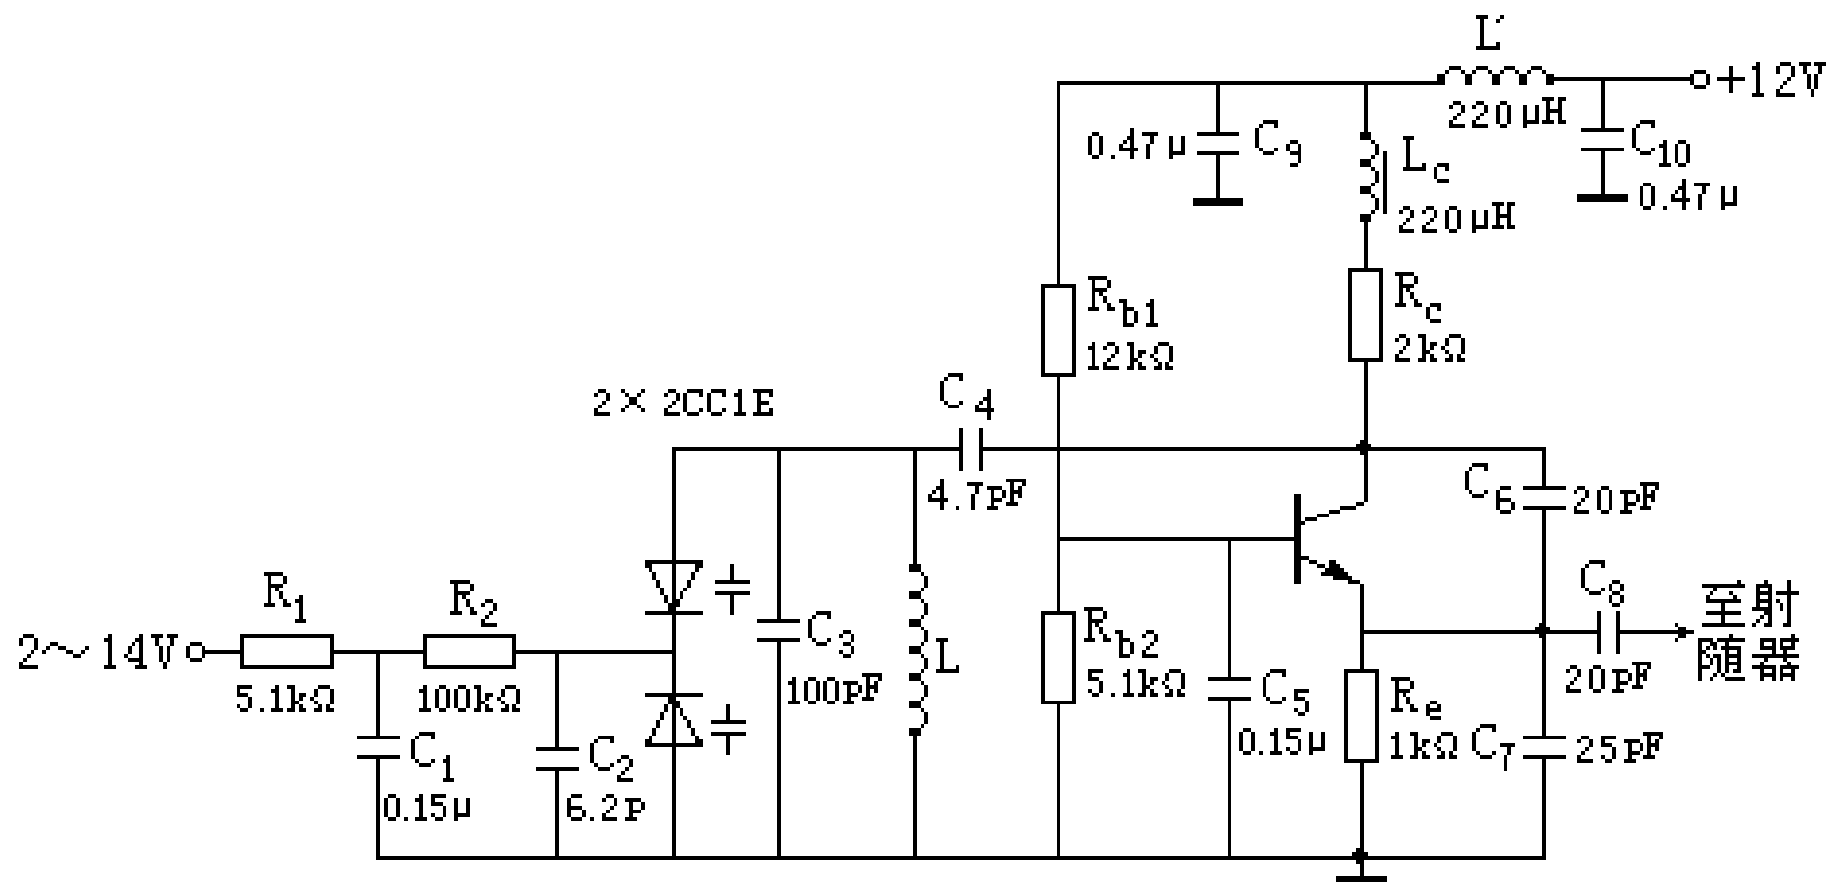 L′
220μH
+12V
0.47μ
C9
C10
0.47μ
Lc
220μH
Rb1
12kΩ
Rc
2kΩ
2×2CC1E
C4
4.7pF
C6
20pF
R1
5.1kΩ
R2
100kΩ
2～14V
C3
100pF
L
Rb2
5.1kΩ
C5
0.15μ
Re
1kΩ
C8
20pF
至射
随器
C7
25pF
C1
0.15μ
C2
6.2P